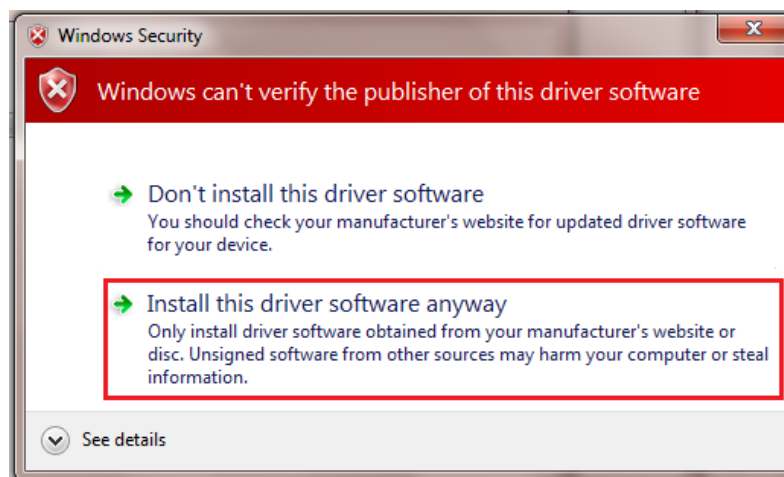 Windows Security
Windows can't verify the publisher of this driver software
Don't install this driver software
You should check your manufacturer's website for updated driver software
for your device.
Install this driver software anyway
Only install driver software obtained from your manufacturer's website or
disc. Unsigned software from other sources may harm your computer or steal
information.
See details